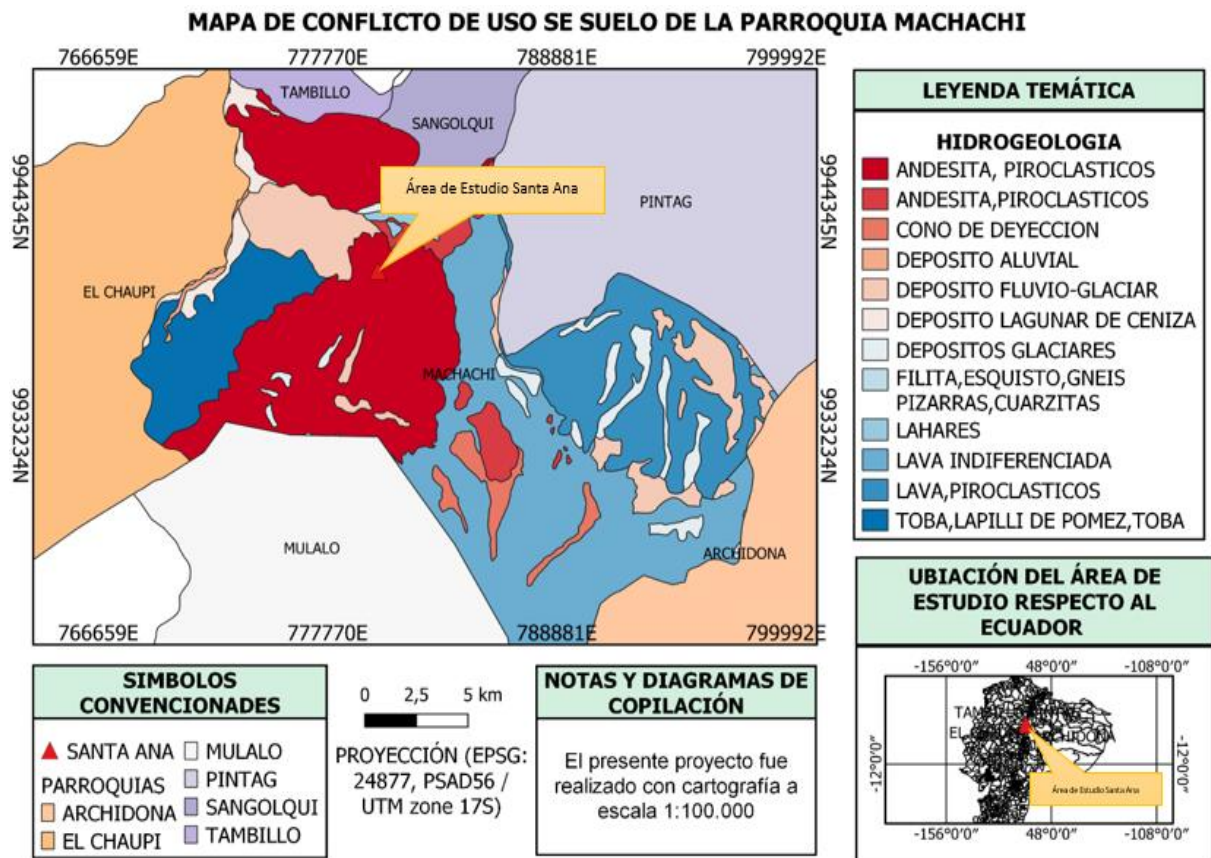 MAPA DE CONFLICTO DE USO SE SUELO DE LA PARROQUIA MACHACHI
766659E 777770E 788881E 799992E
9944345N
9933234N
9944345N
9933234N
TAMBILLO
SANGOLQUI
Área de Estudio Santa Ana
PINTAG
EL CHAUPI
MACHACHI
MULALO
ARCHIDONA
766659E 777770E 788881E 799992E
LEYENDA TEMÁTICA
HIDROGEOLOGIA
ANDESITA, PIROCLASTICOS
ANDESITA,PIROCLASTICOS
CONO DE DEYECCION
DEPOSITO ALUVIAL
DEPOSITO FLUVIO-GLACIAR
DEPOSITO LAGUNAR DE CENIZA
DEPOSITOS GLACIARES
FILITA,ESQUISTO,GNEIS
PIZARRAS,CUARZITAS
LAHARES
LAVA INDIFERENCIADA
LAVA,PIROCLASTICOS
TOBA,LAPILLI DE POMEZ,TOBA
SIMBOLOS
CONVENCIONADES
SANTA ANA
PARROQUIAS
ARCHIDONA
EL CHAUPI
MULALO
PINTAG
SANGOLQUI
TAMBILLO
0 2,5 5 km
PROYECCIÓN (EPSG:
24877, PSAD56 /
UTM zone 17S)
NOTAS Y DIAGRAMAS DE
COPILACIÓN
El presente proyecto fue
realizado con cartografía a
escala 1:100.000
UBIACIÓN DEL ÁREA DE
ESTUDIO RESPECTO AL
ECUADOR
-156°0'0" 48°0'0" -108°0'0"
-12°0'0"
-12°0'0"
ARCHIDONA
Área de Estudio Santa Ana
-156°0'0" 48°0'0" -108°0'0"